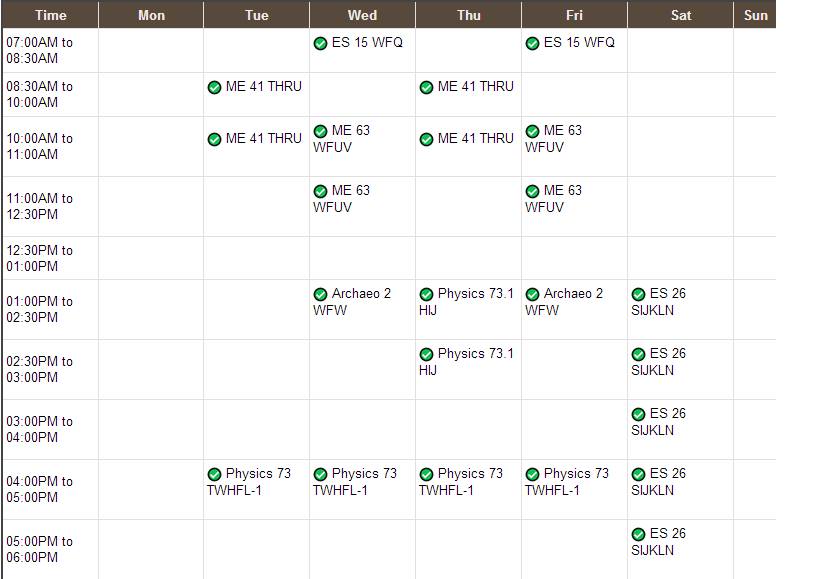 Time Mon Tue Wed Thu Fri Sat Sun
07:00AM to ES 15 WFQ ES 15 WFQ
08:30AM
08:30AM to ME 41 THRU ME 41 THRU
10:00AM
10:00AM to ME 41 THRU ME 63 ME 41 THRU ME 63
11:00AM WFUV WFUV
11:00AM to ME 63 ME 63
12:30PM WFUV WFUV
12:30PM to
01:00PM
01:00PM to Archaeo 2 Physics 73.1 Archaeo 2 ES 26
02:30PM WFW HIJ WFW SIJKLN
02:30PM to Physics 73.1 ES 26
03:00PM HIJ SIJKLN
03:00PM to ES 26
04:00PM SIJKLN
04:00PM to Physics 73 Physics 73 Physics 73 Physics 73 ES 26
05:00PM TWHFL-1 TWHFL-1 TWHFL-1 TWHFL-1 SIJKLN
05:00PM to ES 26
06:00PM SIJKLN